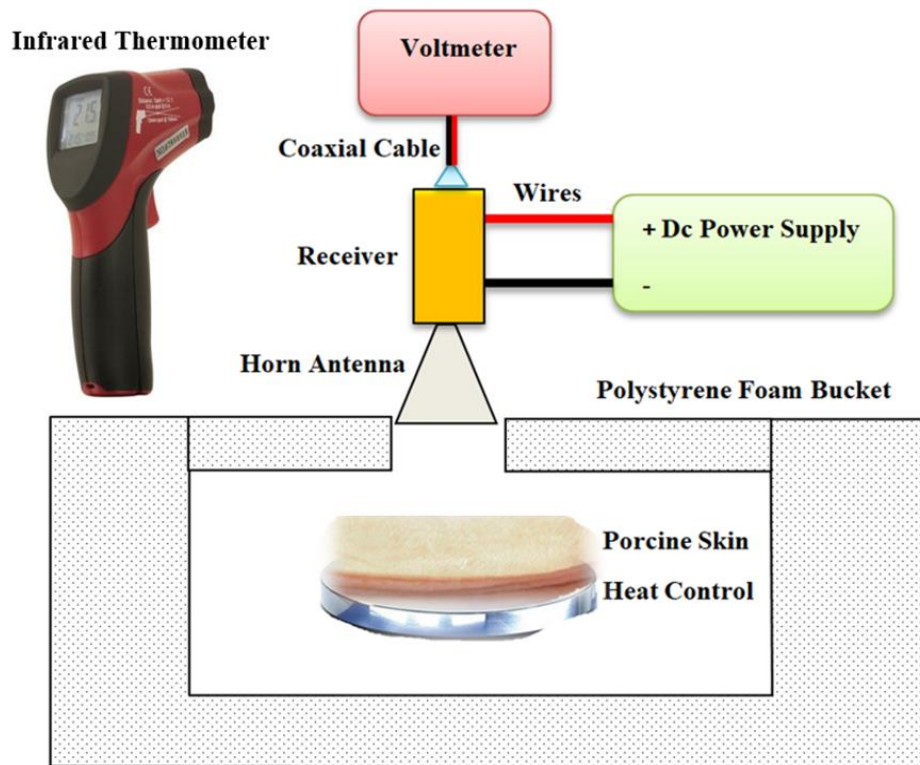 Infrared Thermometer
Voltmeter
Coaxial Cable
Wires
+ Dc Power Supply
-
Receiver
Horn Antenna
Polystyrene Foam Bucket
Porcine Skin
Heat Control